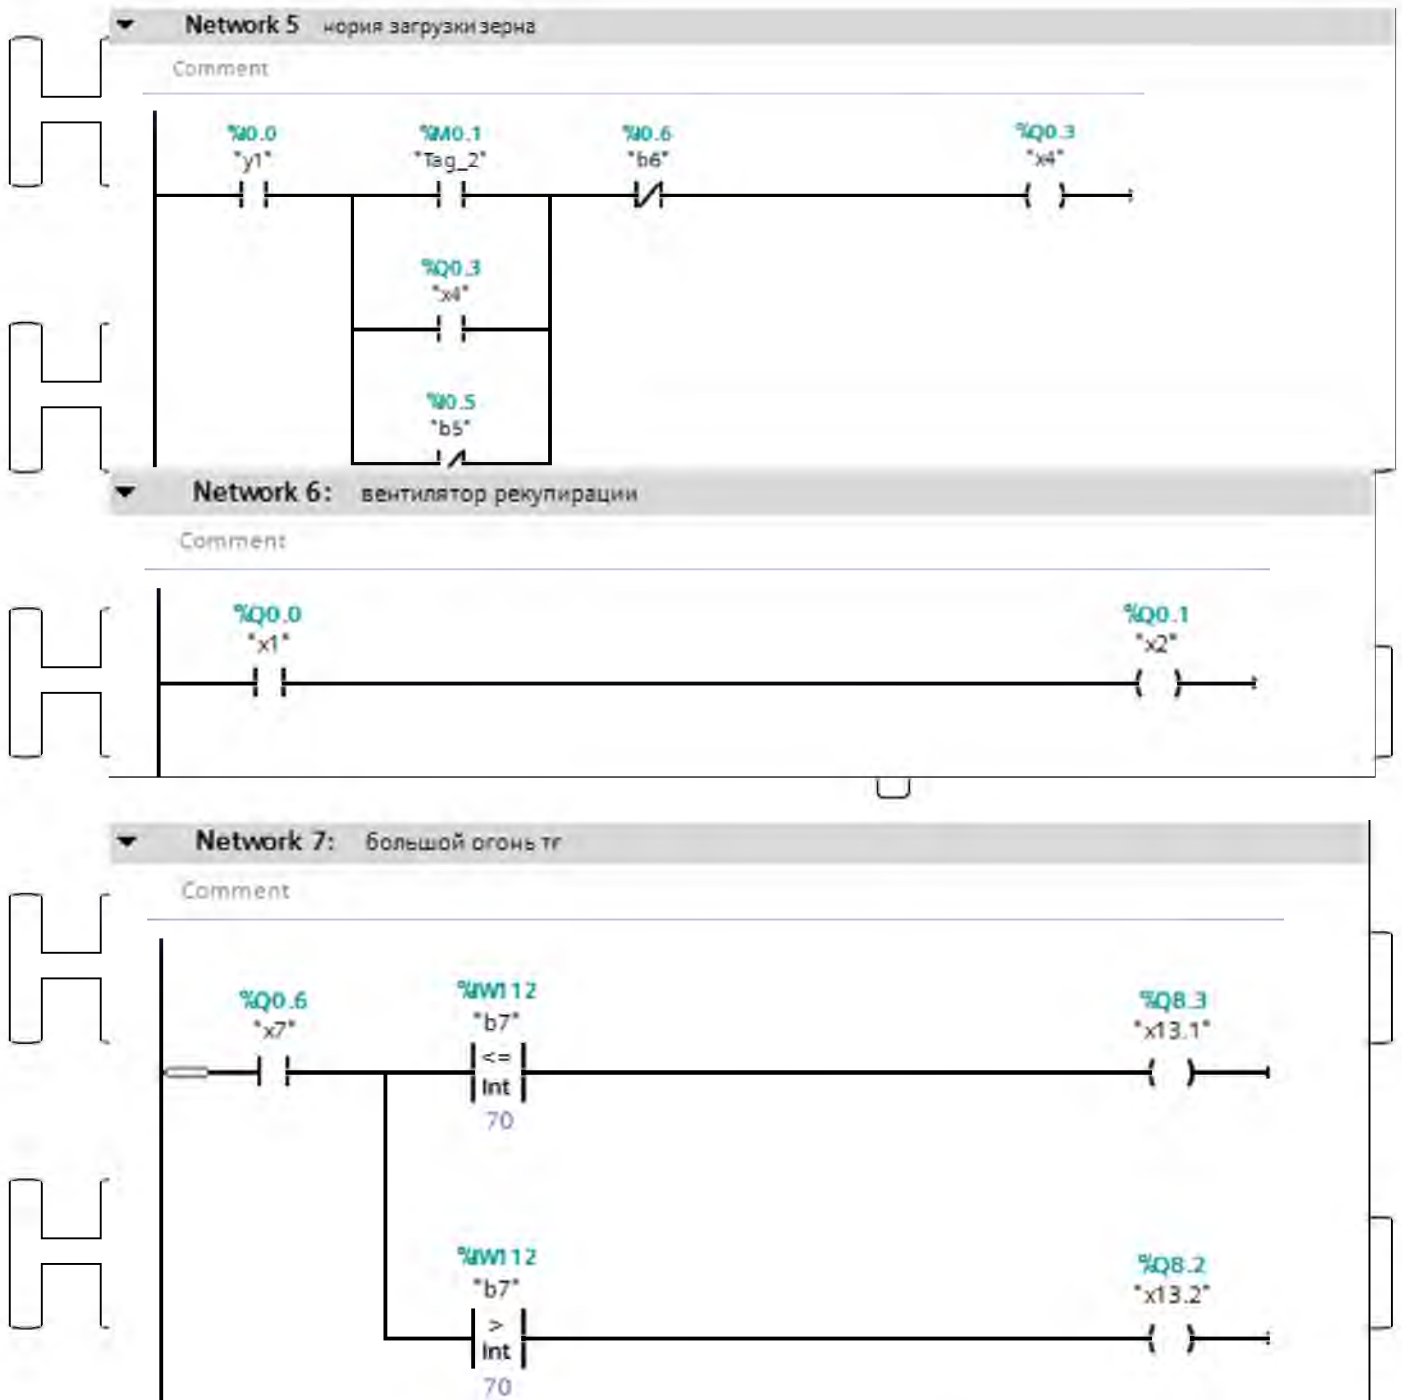 Network 5 нория загрузки зерна
Comment
%I0.0 %M0.1 %I0.6 %Q0.3
"y1" "Tag_2" "b6" "x4"
%Q0.3
"x4"
%I0.5
"b5"
Network 6: вентилятор рекупирации
Comment
%Q0.0 %Q0.1
"x1" "x2"
Network 7: большой огонь тг
Comment
%Q0.6 %IW112 %Q8.3
"x7" "b7" "x13.1"
<=
Int
70
%IW112 %Q8.2
"b7" "x13.2"
>
Int
70